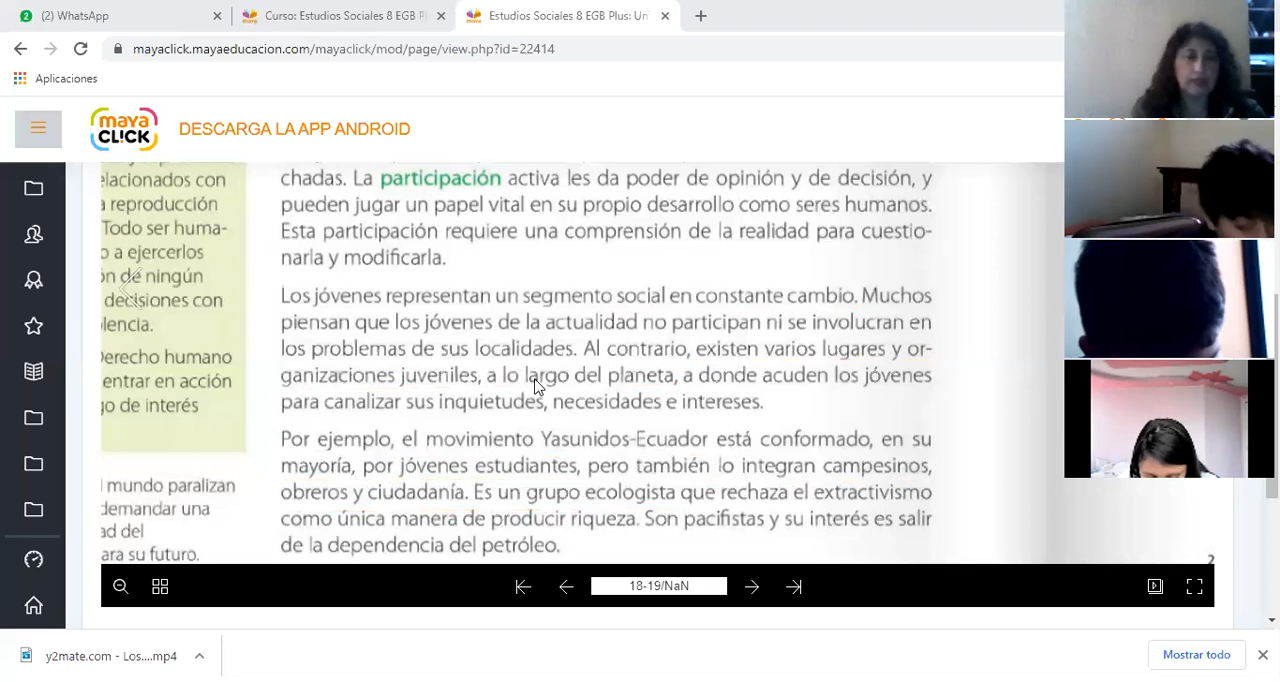 (2) WhatsApp
Curso: Estudios Sociales 8 EGB Pl
Estudios Sociales 8 EGB Plus: Un
mayaclick.mayaeducacion.com/mayaclick/mod/page/view.php?id=22414
Aplicaciones
maya
CLICK
DESCARGA LA APP ANDROID
elacionados con
a reproducción
Todo ser huma-
o a ejercerlos
ón de ningún
decisiones con
lencia.
Derecho humano
entrar en acción
go de interés
l mundo paralizan
demandar una
ad del
ara su futuro.
chadas. La participación activa les da poder de opinión y de decisión, y
pueden jugar un papel vital en su propio desarrollo como seres humanos.
Esta participación requiere una comprensión de la realidad para cuestio-
narla y modificarla.
Los jóvenes representan un segmento social en constante cambio. Muchos
piensan que los jóvenes de la actualidad no participan ni se involucran en
los problemas de sus localidades. Al contrario, existen varios lugares y or-
ganizaciones juveniles, a lo largo del planeta, a donde acuden los jóvenes
para canalizar sus inquietudes, necesidades e intereses.
Por ejemplo, el movimiento Yasunidos-Ecuador está conformado, en su
mayoría, por jóvenes estudiantes, pero también lo integran campesinos,
obreros y ciudadanía. Es un grupo ecologista que rechaza el extractivismo
como única manera de producir riqueza. Son pacifistas y su interés es salir
de la dependencia del petróleo.
2
18-19/NaN
y2mate.com - Los....mp4
Mostrar todo